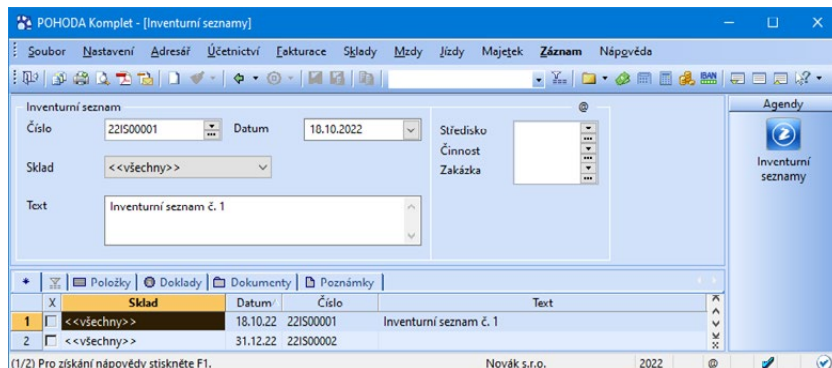 POHODA Komplet - [Inventurní seznamy]
Soubor Nastavení Adresář Účetnictví Fakturace Sklady Mzdy Jízdy Majetek Záznam Nápověda
IBAN
Inventurní seznam @
Číslo 22IS00001 Datum 18.10.2022 Středisko
Činnost
Sklad <<všechny>> Zakázka
Text Inventurní seznam č. 1
Agendy
Inventurní
seznamy
* Položky Doklady Dokumenty Poznámky
X Sklad Datum Číslo Text
1 <<všechny>> 18.10.22 22IS00001 Inventurní seznam č. 1
2 <<všechny>> 31.12.22 22IS00002
(1/2) Pro získání nápovědy stiskněte F1. Novák s.r.o. 2022 @